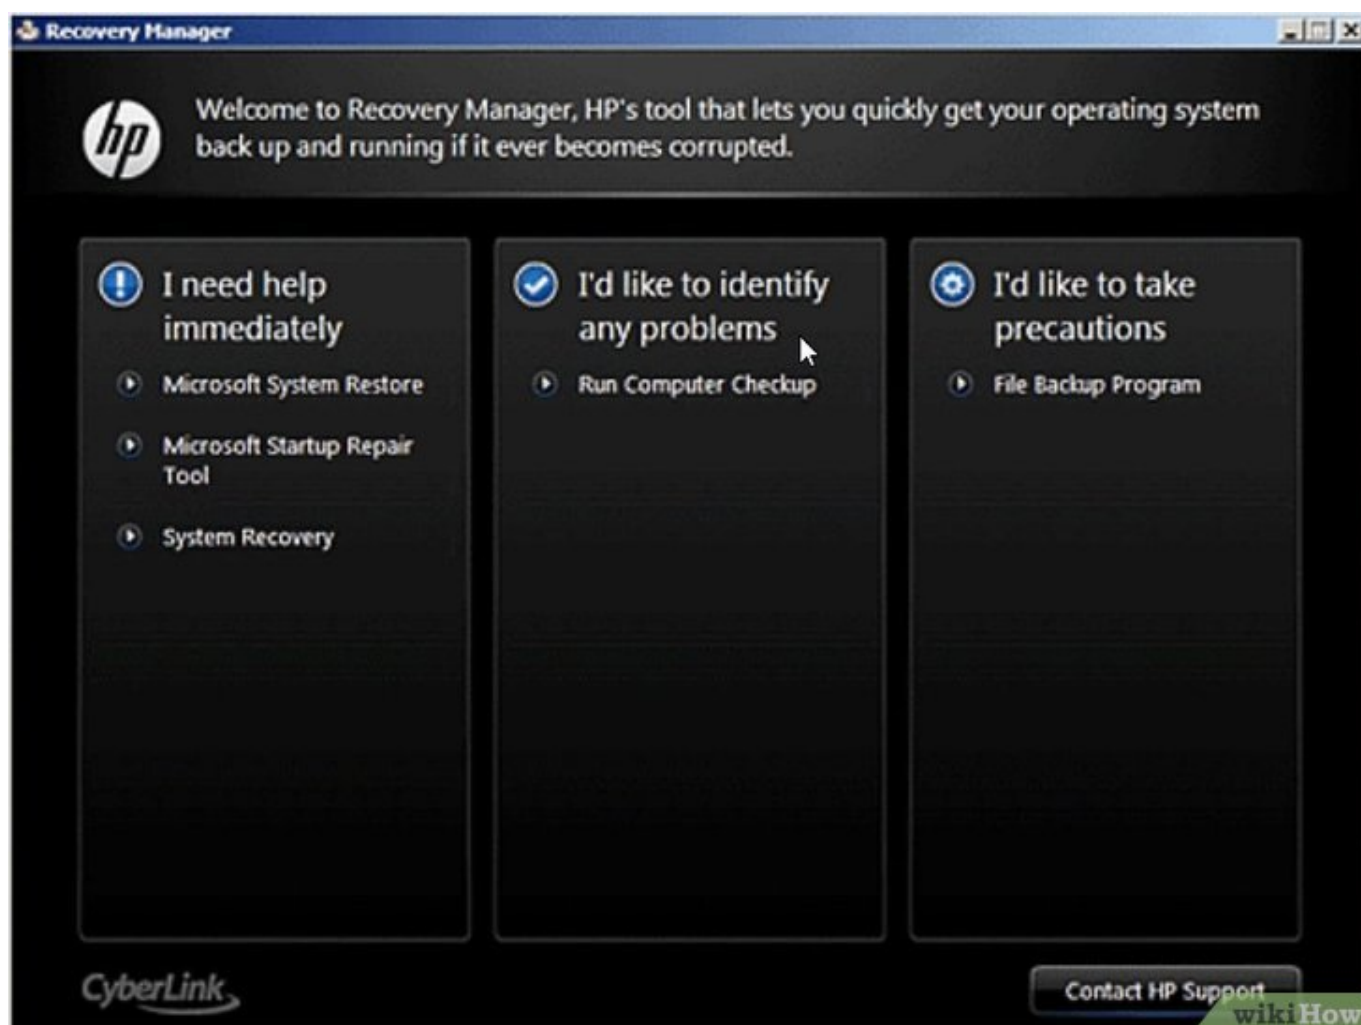 Recovery Manager
hp
Welcome to Recovery Manager, HP's tool that lets you quickly get your operating system
back up and running if it ever becomes corrupted.
I need help
immediately
Microsoft System Restore
Microsoft Startup Repair
Tool
System Recovery
I'd like to identify
any problems
Run Computer Checkup
I'd like to take
precautions
File Backup Program
CyberLink
Contact HP Support
wikiHow